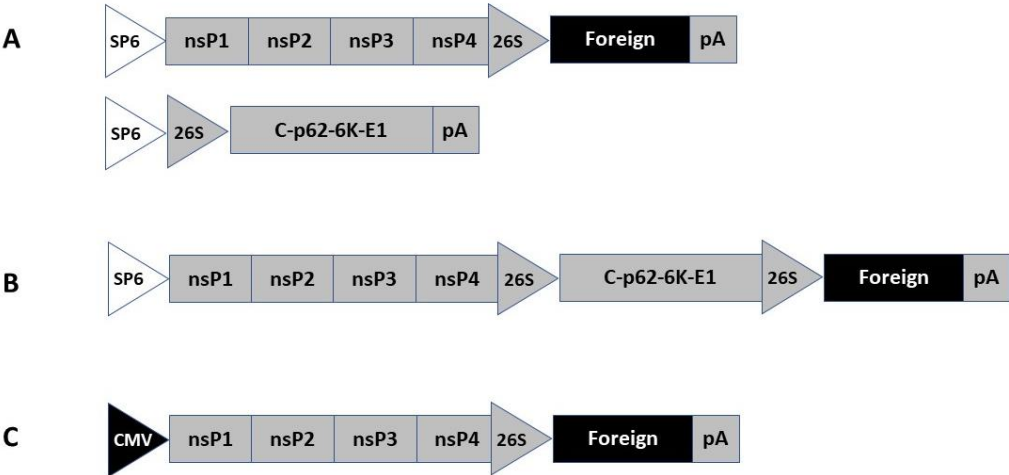 A SP6 nsP1 nsP2 nsP3 nsP4 26S Foreign pA
SP6 26S C-p62-6K-E1 pA
B SP6 nsP1 nsP2 nsP3 nsP4 26S C-p62-6K-E1 26S Foreign pA
C CMV nsP1 nsP2 nsP3 nsP4 26S Foreign pA